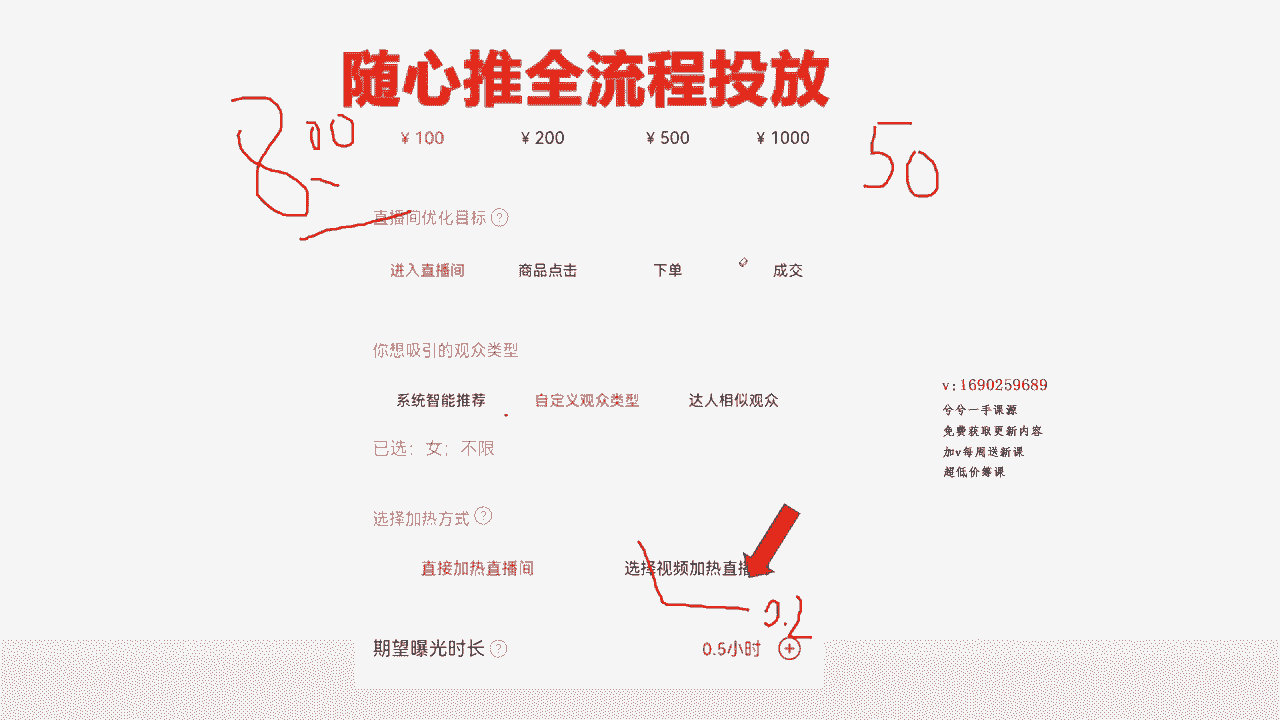 随心推全流程投放
800
¥ 100 ¥ 200 ¥ 500 ¥ 1000
50
直播间优化目标 ?
进入直播间 商品点击 下单 成交
你想吸引的观众类型
v:1690259689
系统智能推荐 自定义观众类型 达人相似观众
兮兮一手课源
免费获取更新内容
已选：女；不限
加v每周送新课
超低价筹课
选择加热方式 ?
直接加热直播间 选择视频加热直播
0.2
期望曝光时长 ? 0.5小时 +